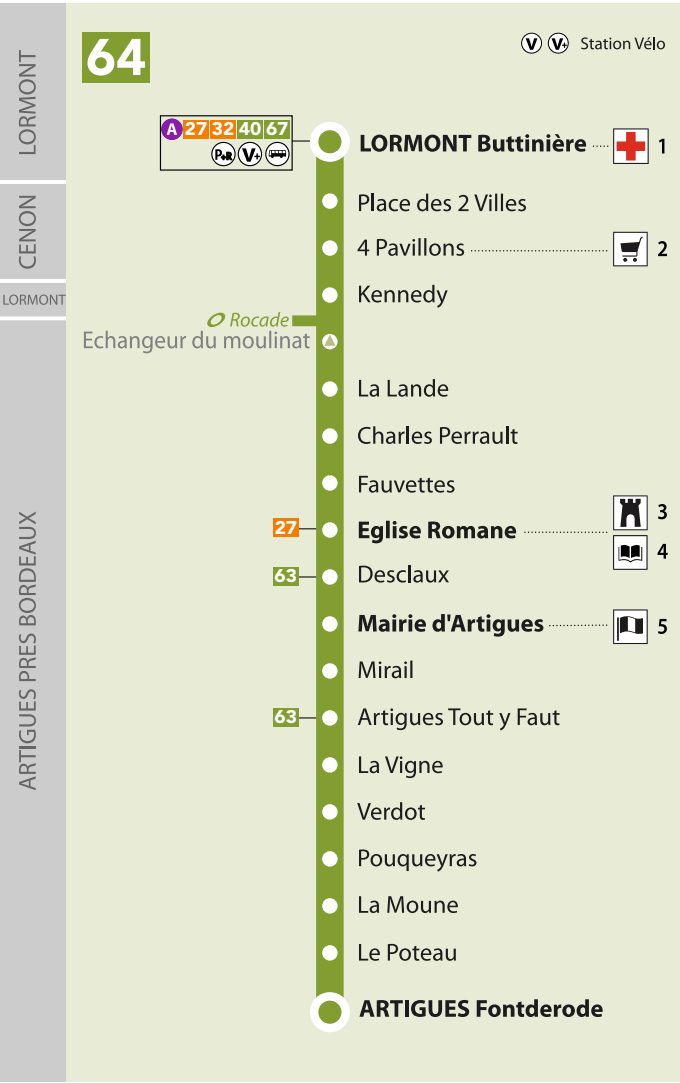 64
V V+ Station Vélo
A 27 32 40 67
P+R V+
LORMONT Buttinière 1
Place des 2 Villes
4 Pavillons 2
Kennedy
Rocade
Echangeur du moulinat
La Lande
Charles Perrault
Fauvettes
3
27 Eglise Romane
4
63 Desclaux
Mairie d'Artigues 5
Mirail
63 Artigues Tout y Faut
La Vigne
Verdot
Pouqueyras
La Moune
Le Poteau
ARTIGUES Fontderode
LORMONT
CENON
LORMONT
ARTIGUES PRES BORDEAUX